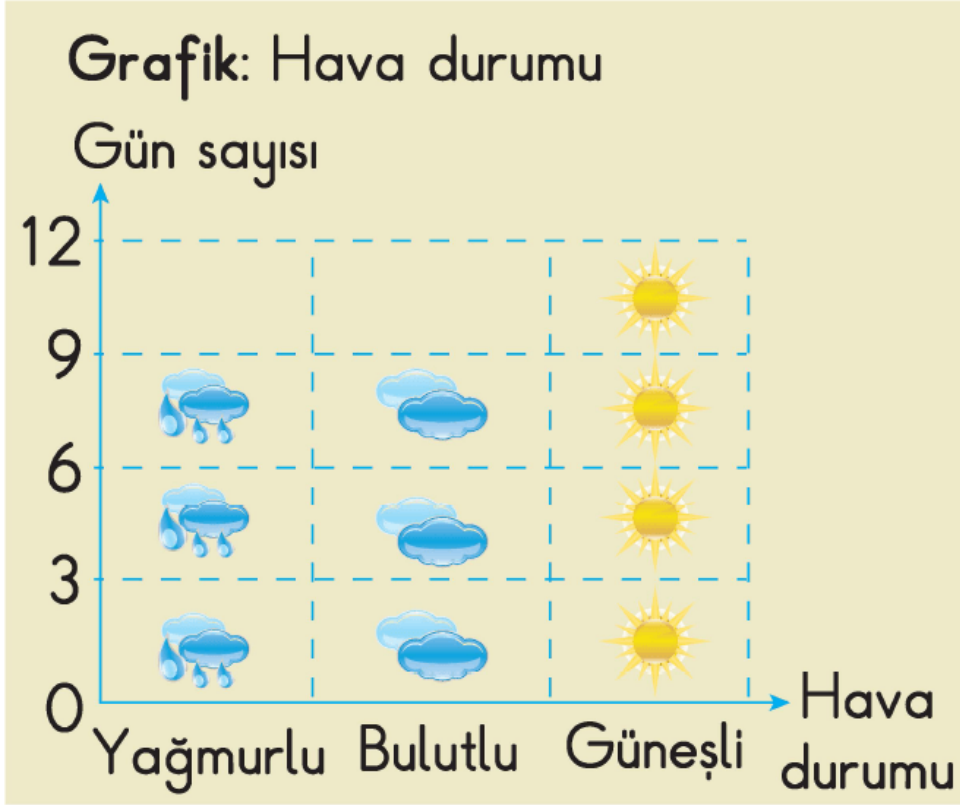 Grafik: Hava durumu
Gün sayısı
12
9
6
3
0
Yağmurlu Bulutlu Güneşli
Hava
durumu